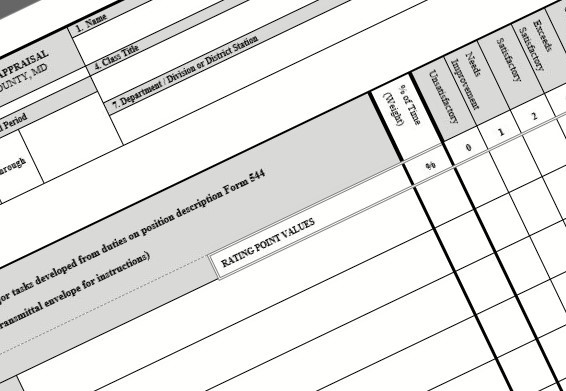 1. Name
APPRAISAL
OUNTY, MD
4. Class Title
Period
7. Department / Division or District Station
hrough
or tasks developed from duties on position description Form 544
ransmittal envelope for instructions)
RATING POINT VALUES
% of Time
(Weight)
Unsatisfactory
Needs
Improvement
Satisfactory
Exceeds
Satisfactory
%
0
1
2